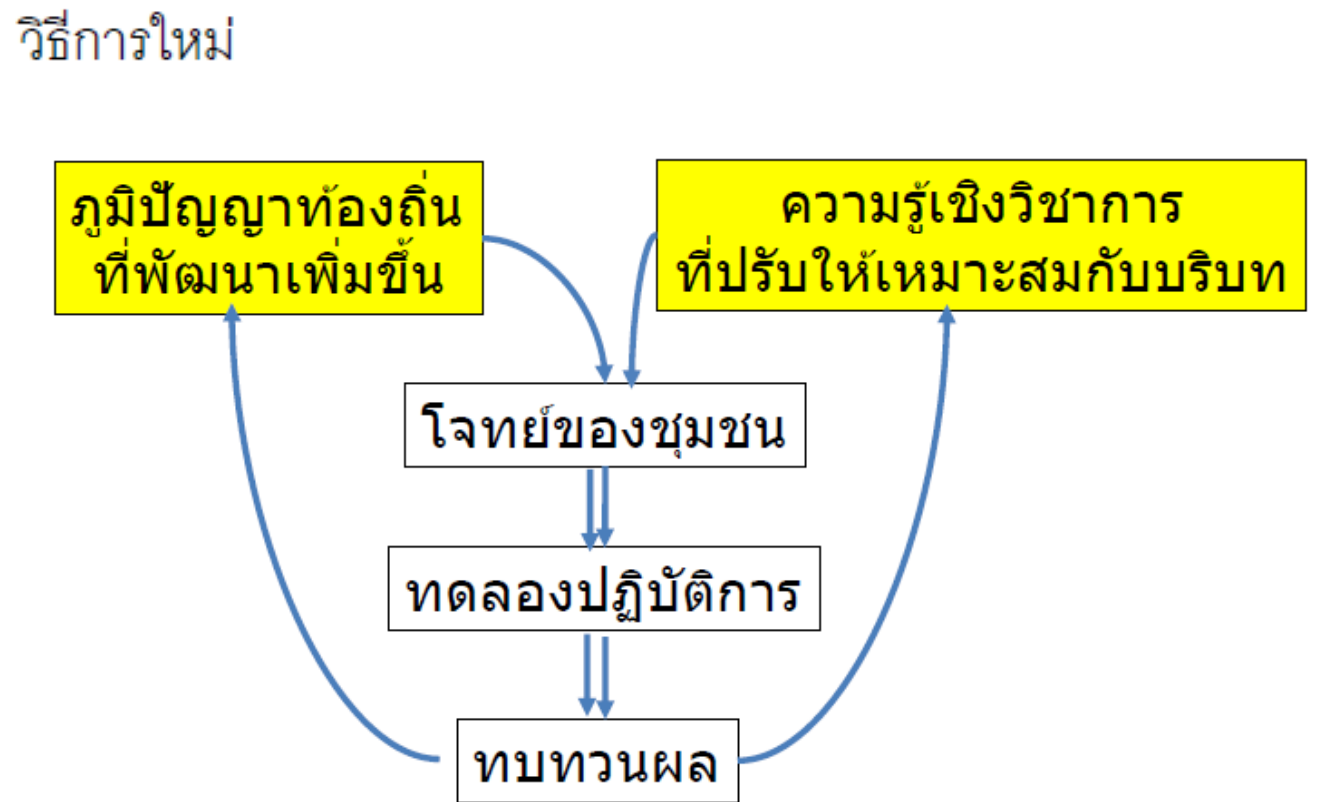 วิธีการใหม่
ภูมิปัญญาท้องถิ่น
ที่พัฒนาเพิ่มขึ้น
ความรู้เชิงวิชาการ
ที่ปรับให้เหมาะสมกับบริบท
โจทย์ของชุมชน
ทดลองปฏิบัติการ
ทบทวนผล